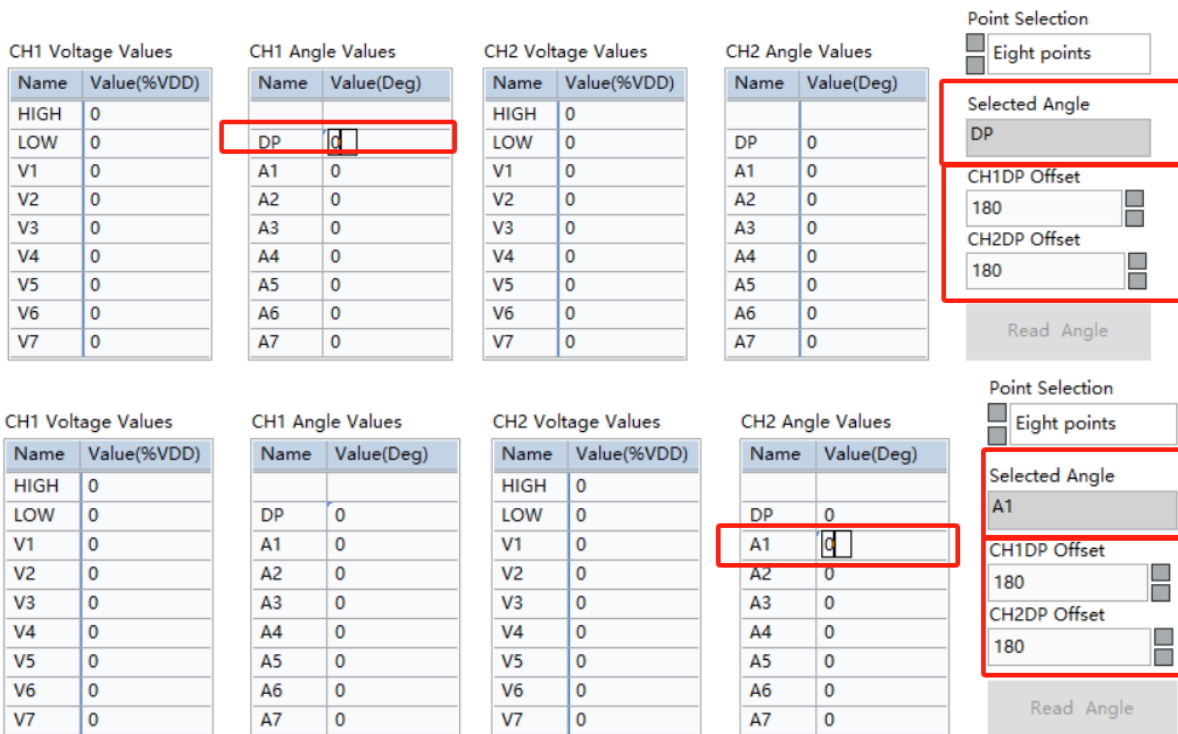 Point Selection
Eight points
CH1 Voltage Values CH1 Angle Values CH2 Voltage Values CH2 Angle Values
Name Value(%VDD) Name Value(Deg) Name Value(%VDD) Name Value(Deg)
HIGH 0 HIGH 0
LOW 0 DP 0 LOW 0 DP 0
V1 0 A1 0 V1 0 A1 0
V2 0 A2 0 V2 0 A2 0
V3 0 A3 0 V3 0 A3 0
V4 0 A4 0 V4 0 A4 0
V5 0 A5 0 V5 0 A5 0
V6 0 A6 0 V6 0 A6 0
V7 0 A7 0 V7 0 A7 0
Selected Angle
DP
CH1DP Offset
180
CH2DP Offset
180
Read Angle
Point Selection
Eight points
CH1 Voltage Values CH1 Angle Values CH2 Voltage Values CH2 Angle Values
Name Value(%VDD) Name Value(Deg) Name Value(%VDD) Name Value(Deg)
HIGH 0 HIGH 0
LOW 0 DP 0 LOW 0 DP 0
V1 0 A1 0 V1 0 A1 0
V2 0 A2 0 V2 0 A2 0
V3 0 A3 0 V3 0 A3 0
V4 0 A4 0 V4 0 A4 0
V5 0 A5 0 V5 0 A5 0
V6 0 A6 0 V6 0 A6 0
V7 0 A7 0 V7 0 A7 0
Selected Angle
A1
CH1DP Offset
180
CH2DP Offset
180
Read Angle